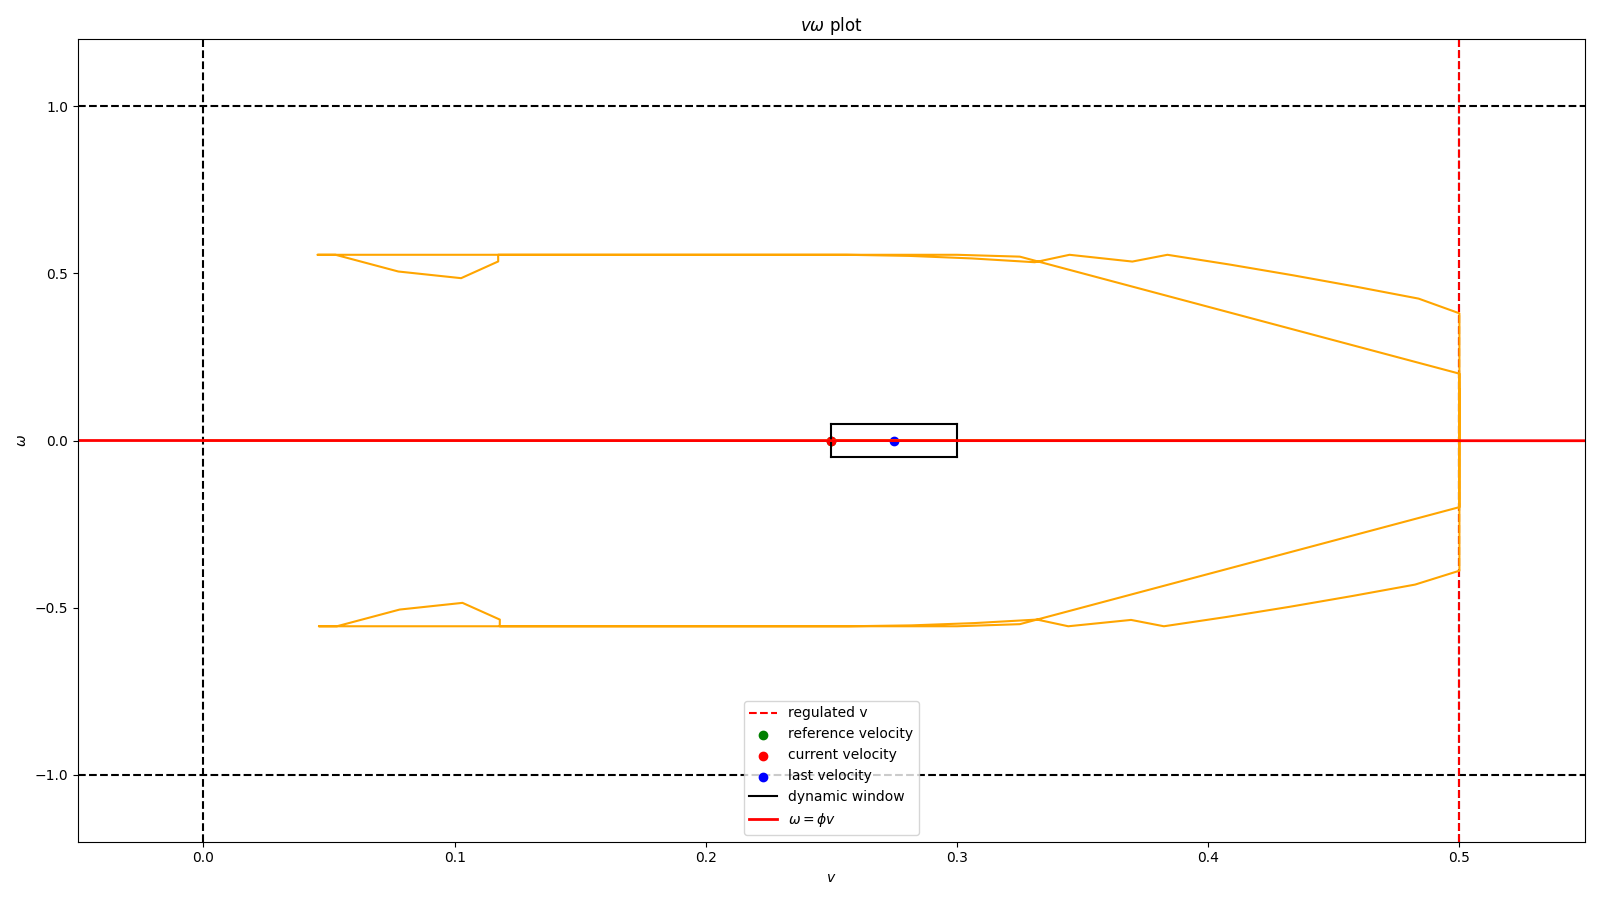 vω plot
1.0
0.5
0.0
−0.5
−1.0
ω
regulated v
reference velocity
current velocity
last velocity
dynamic window
ω = ϕv
0.0 0.1 0.2 0.3 0.4 0.5
v